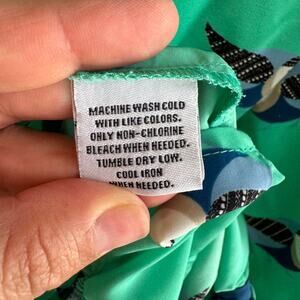 MACHINE WASH COLD
WITH LIKE COLORS.
ONLY NON-CHLORINE
BLEACH WHEN NEEDED.
TUMBLE DRY LOW.
COOL IRON
WHEN NEEDED.